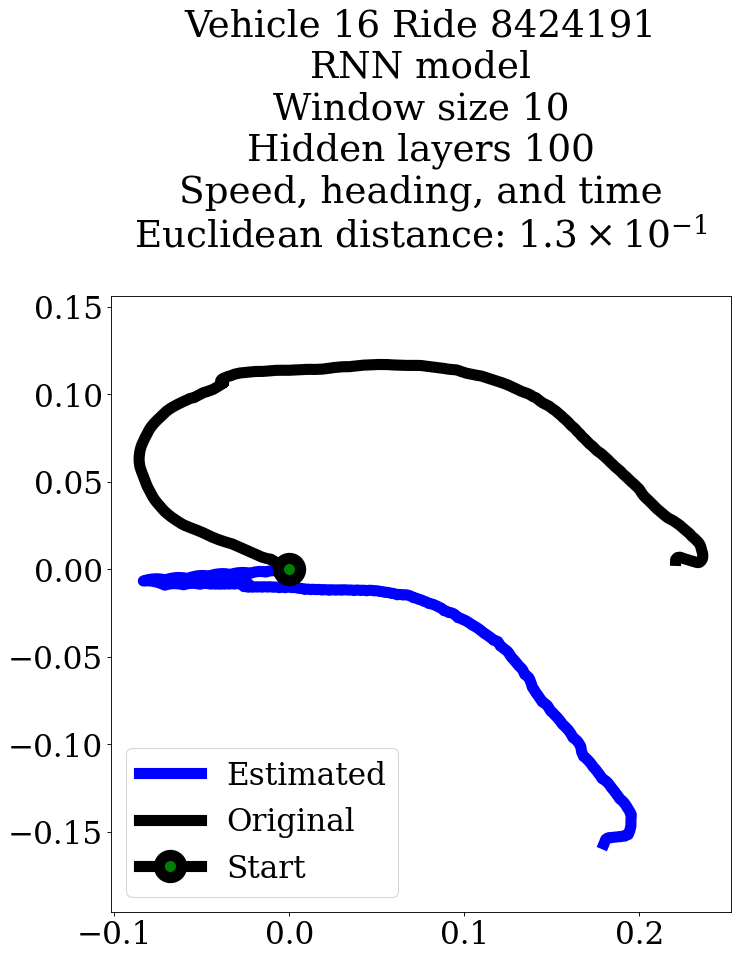 Vehicle 16 Ride 8424191
RNN model
Window size 10
Hidden layers 100
Speed, heading, and time
Euclidean distance: 1.3 × 10⁻¹
0.15
0.10
0.05
0.00
−0.05
−0.10
−0.15
Estimated
Original
Start
−0.1
0.0
0.1
0.2